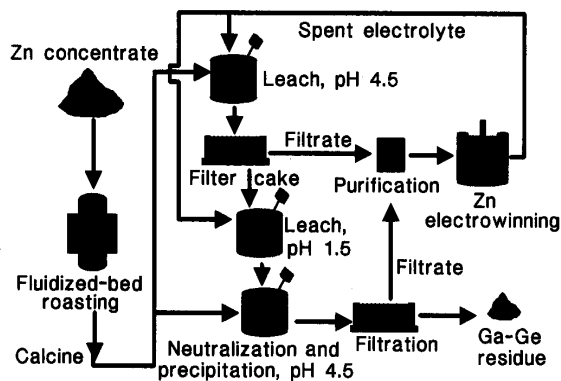 Spent electrolyte
Zn concentrate
Leach, pH 4.5
Filtrate
Filter cake
Purification
Zn
electrowinning
Leach,
pH 1.5
Fluidized-bed
roasting
Filtrate
Calcine
Neutralization and
precipitation, pH 4.5
Filtration
Ga-Ge
residue